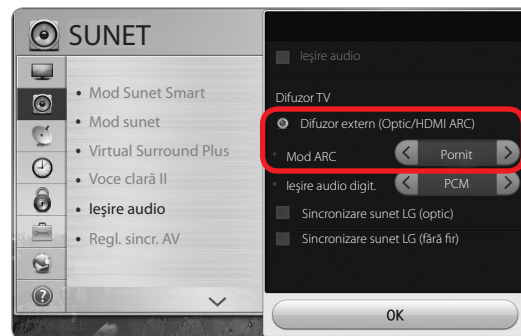 SUNET
• Mod Sunet Smart
• Mod sunet
• Virtual Surround Plus
• Voce clară II
• Ieşire audio
• Regl. sincr. AV
Ieşire audio
Difuzor TV
Difuzor extern (Optic/HDMI ARC)
• Mod ARC < Pornit >
• Ieşire audio digit. < PCM >
Sincronizare sunet LG (optic)
Sincronizare sunet LG (fără fir)
OK